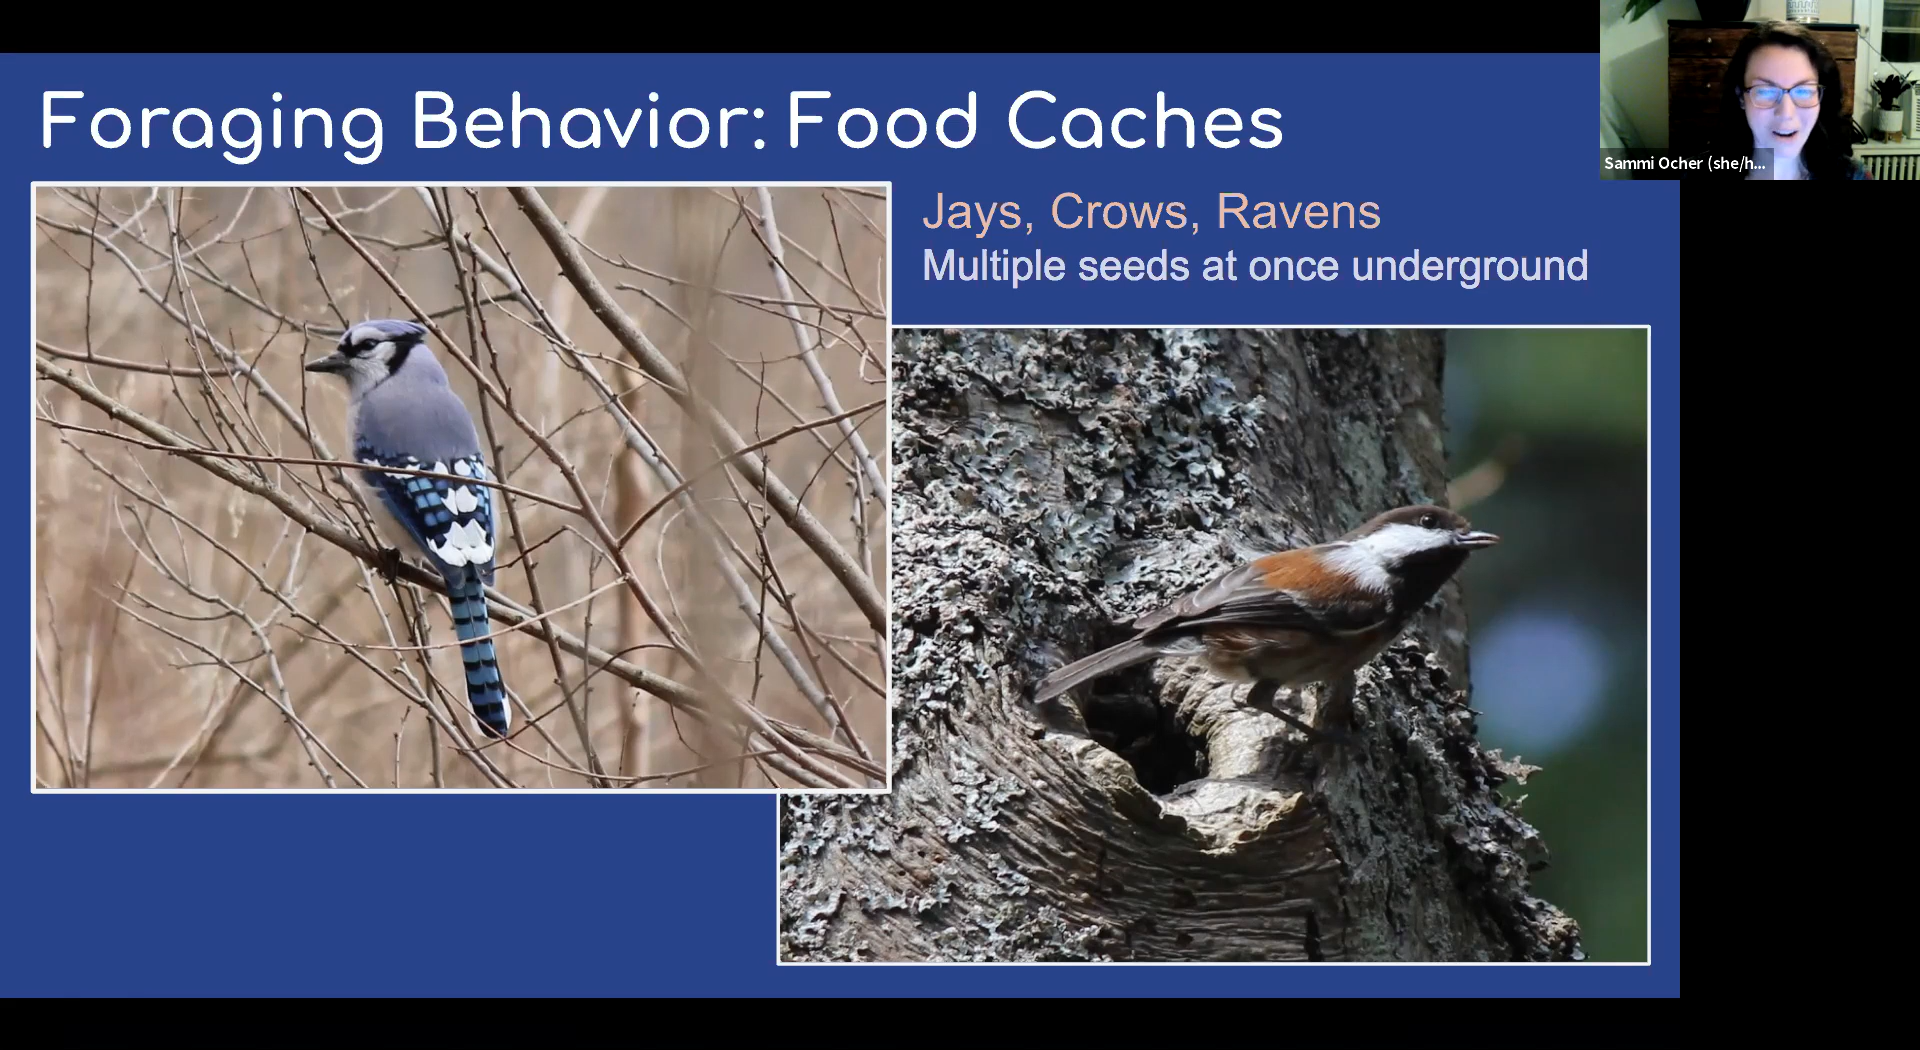 Foraging Behavior: Food Caches
Jays, Crows, Ravens
Multiple seeds at once underground
Sammi Ocher (she/h...